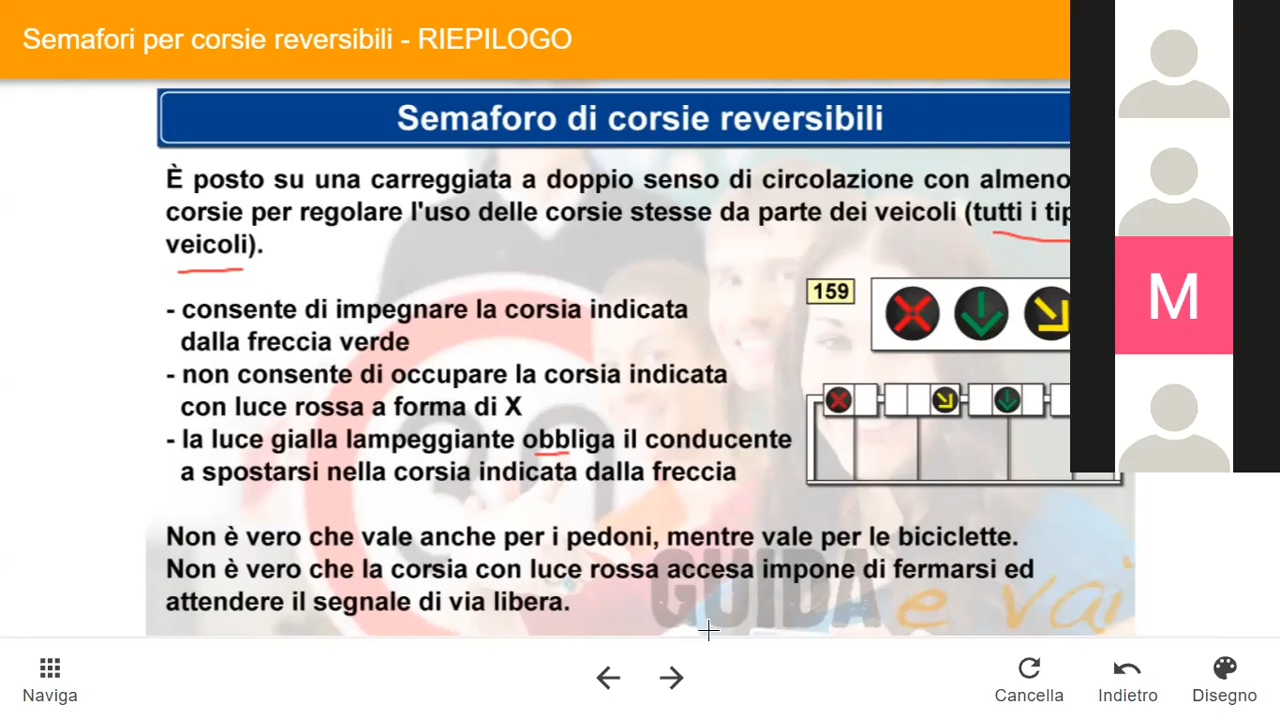 Semafori per corsie reversibili - RIEPILOGO
Semaforo di corsie reversibili
È posto su una carreggiata a doppio senso di circolazione con almeno
corsie per regolare l'uso delle corsie stesse da parte dei veicoli (tutti i
veicoli).
- consente di impegnare la corsia indicata
dalla freccia verde
- non consente di occupare la corsia indicata
con luce rossa a forma di X
- la luce gialla lampeggiante obbliga il conducente
a spostarsi nella corsia indicata dalla freccia
159
Non è vero che vale anche per i pedoni, mentre vale per le biciclette.
Non è vero che la corsia con luce rossa accesa impone di fermarsi ed
attendere il segnale di via libera.
GUIDA e vai
M
Naviga
Cancella
Indietro
Disegno